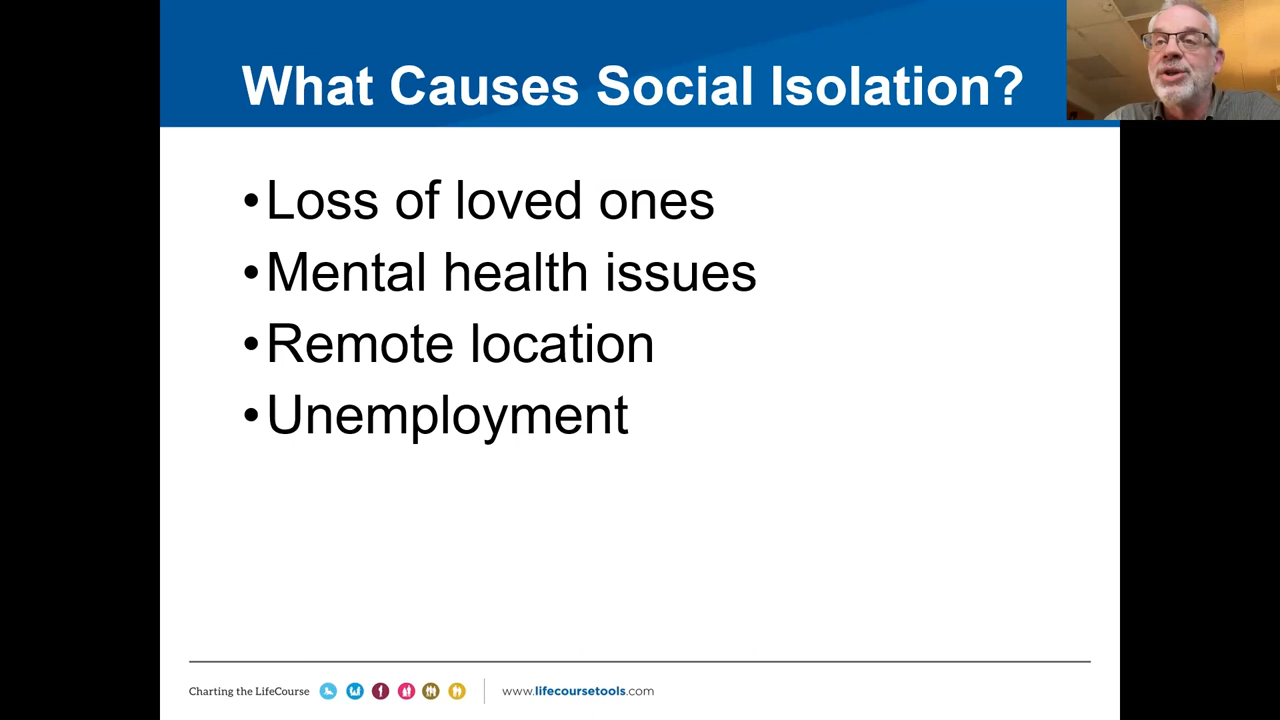 What Causes Social Isolation?
•Loss of loved ones
•Mental health issues
•Remote location
•Unemployment
Charting the LifeCourse
www.lifecoursetools.com